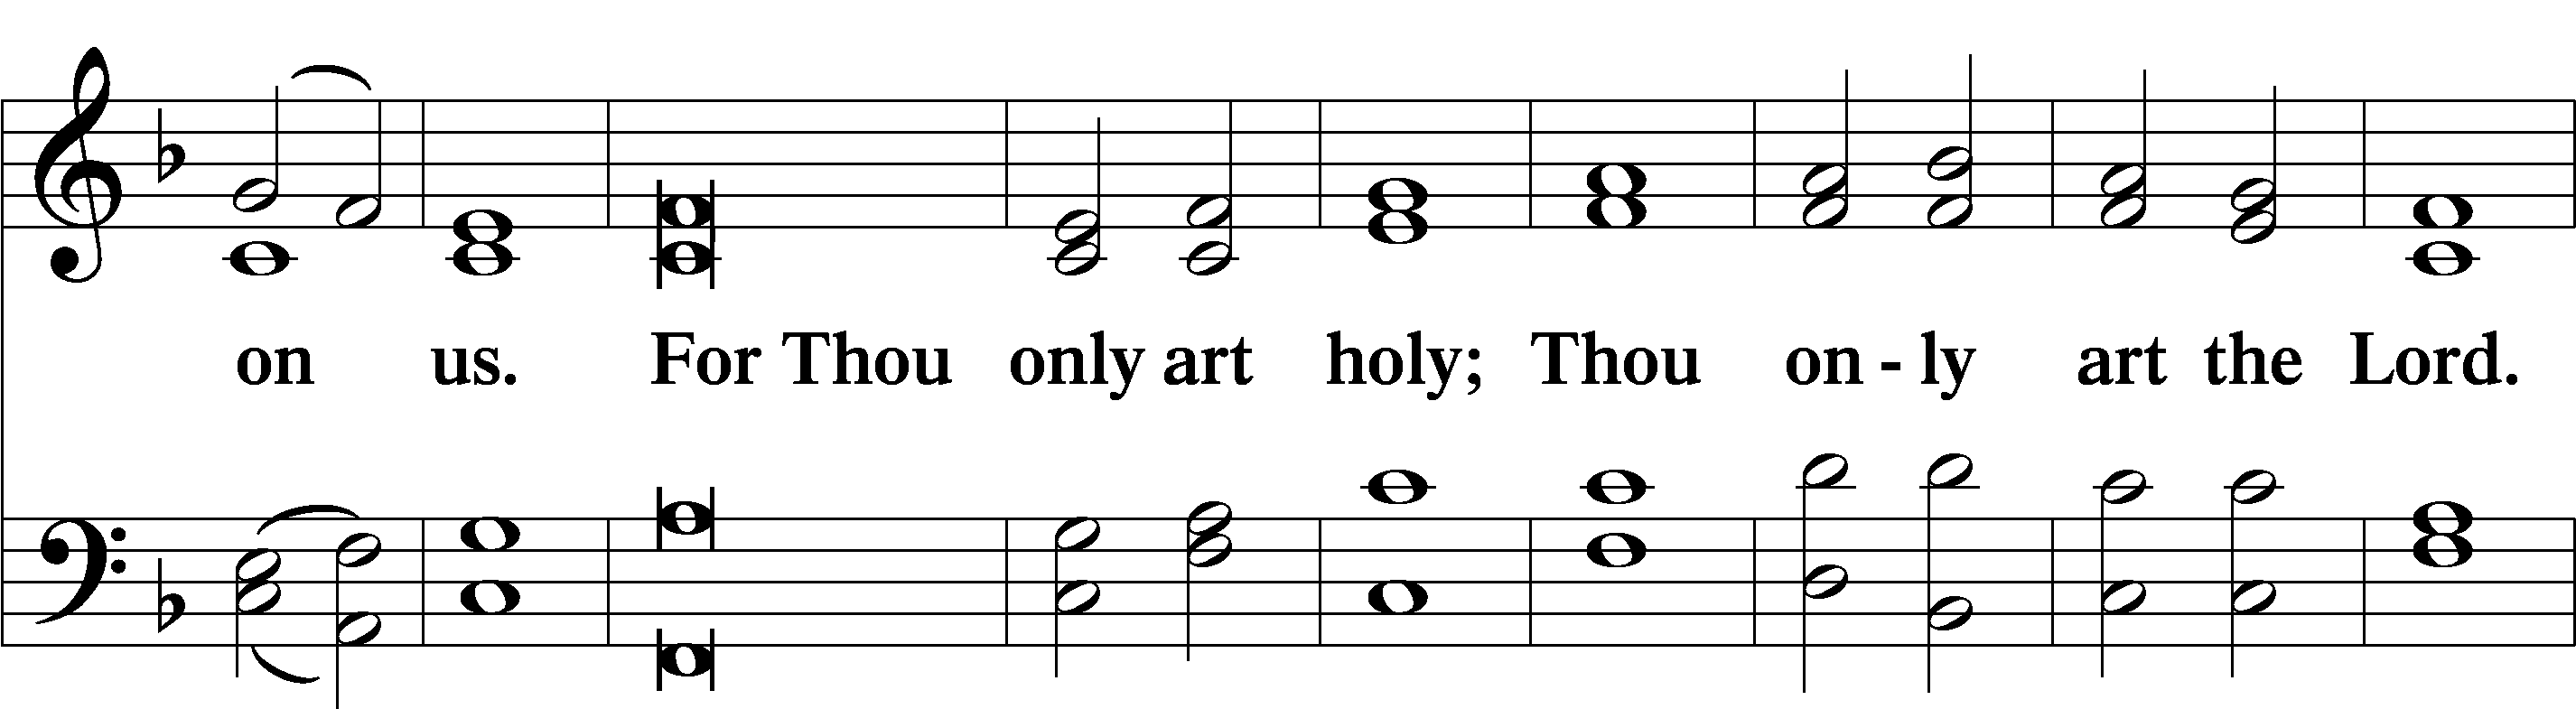 on us. For Thou only art holy; Thou on - ly art the Lord.